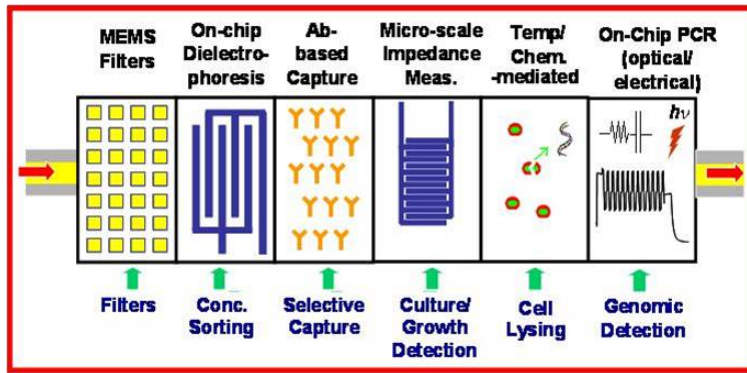 MEMS
Filters
On-chip
Dielectro-
phoresis
Ab-
based
Capture
Micro-scale
Impedance
Meas.
Temp/
Chem.
-mediated
On-Chip PCR
(optical/
electrical)
hν
Filters
Conc.
Sorting
Selective
Capture
Culture/
Growth
Detection
Cell
Lysing
Genomic
Detection